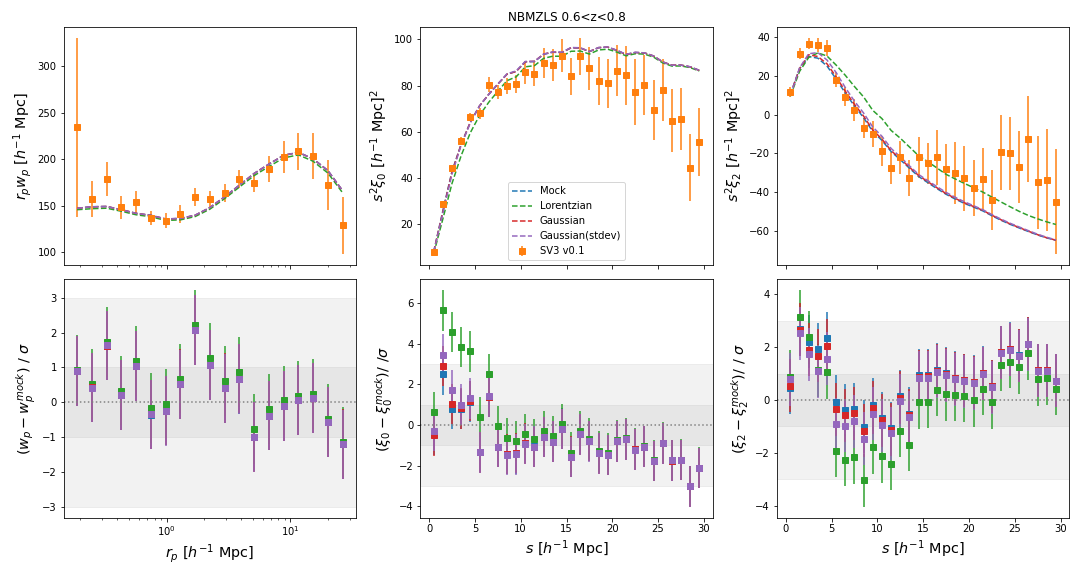 NBMZLS 0.6<z<0.8
r_p w_p [h^{-1} Mpc]
350
300
250
200
150
100
s^2ξ_0 [h^{-1} Mpc]^2
100
80
60
40
20
Mock
Lorentzian
Gaussian
Gaussian(stdev)
SV3 v0.1
s^2ξ_2 [h^{-1} Mpc]^2
40
20
0
−20
−40
−60
(w_p − w_p^{mock}) / σ
3
2
1
0
−1
−2
−3
10^0 10^1
r_p [h^{-1} Mpc]
(ξ_0 − ξ_0^{mock})/ /σ
6
4
2
0
−2
−4
0 5 10 15 20 25 30
s [h^{-1} Mpc]
(ξ_2 − ξ_2^{mock})/ σ
4
2
0
−2
−4
0 5 10 15 20 25 30
s [h^{-1} Mpc]